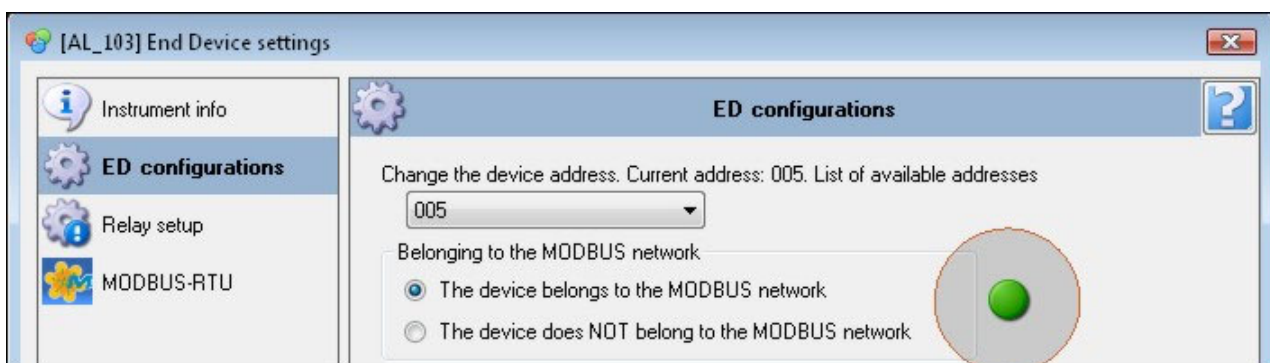 [AL_103] End Device settings
Instrument info
ED configurations
Relay setup
MODBUS-RTU
ED configurations
Change the device address. Current address: 005. List of available addresses
005
Belonging to the MODBUS network
The device belongs to the MODBUS network
The device does NOT belong to the MODBUS network